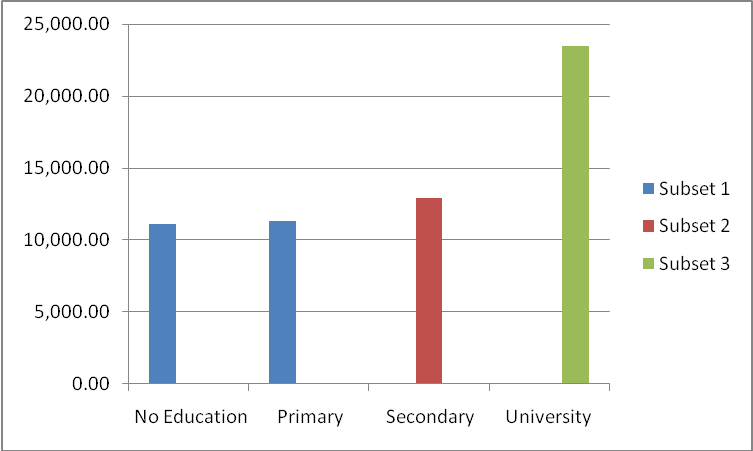 25,000.00
20,000.00
15,000.00
10,000.00
5,000.00
0.00
No Education Primary Secondary University
Subset 1
Subset 2
Subset 3